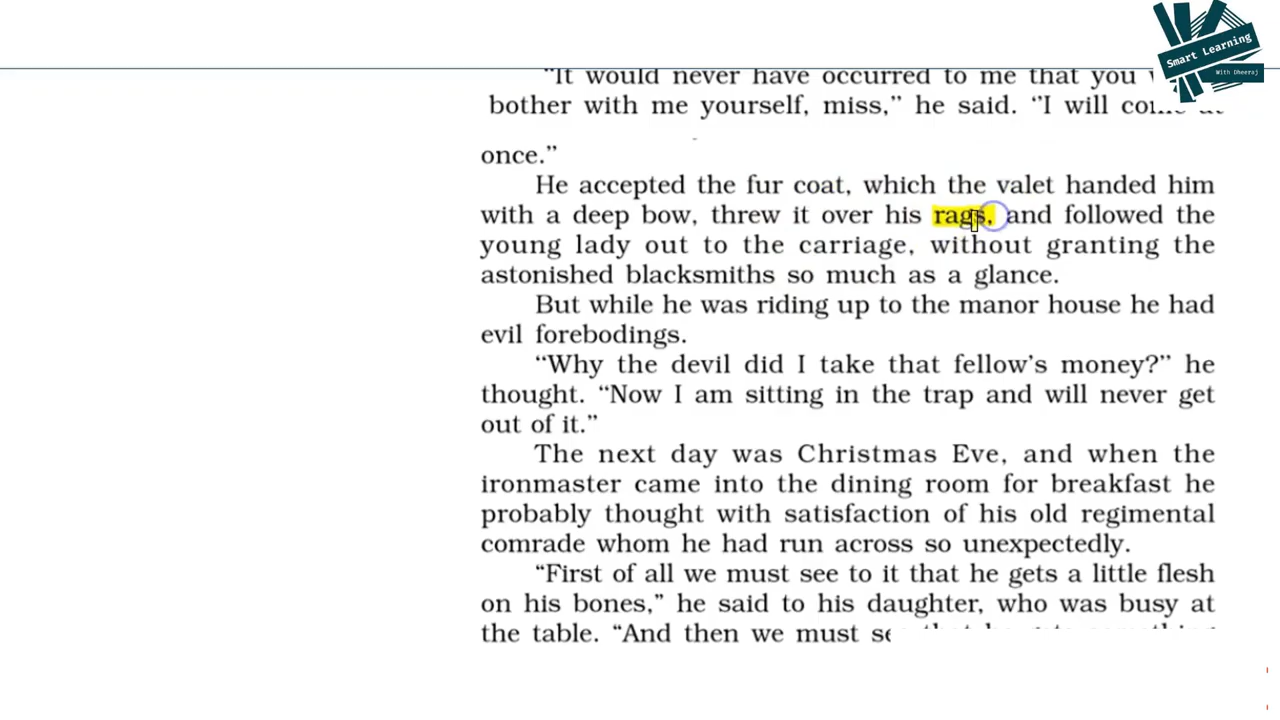 Smart Learning
With Dheeraj
"It would never have occurred to me that you
bother with me yourself, miss," he said. "I will
once."
He accepted the fur coat, which the valet handed him
with a deep bow, threw it over his rags, and followed the
young lady out to the carriage, without granting the
astonished blacksmiths so much as a glance.
But while he was riding up to the manor house he had
evil forebodings.
"Why the devil did I take that fellow's money?" he
thought. "Now I am sitting in the trap and will never get
out of it."
The next day was Christmas Eve, and when the
ironmaster came into the dining room for breakfast he
probably thought with satisfaction of his old regimental
comrade whom he had run across so unexpectedly.
"First of all we must see to it that he gets a little flesh
on his bones," he said to his daughter, who was busy at
the table. "And then we must